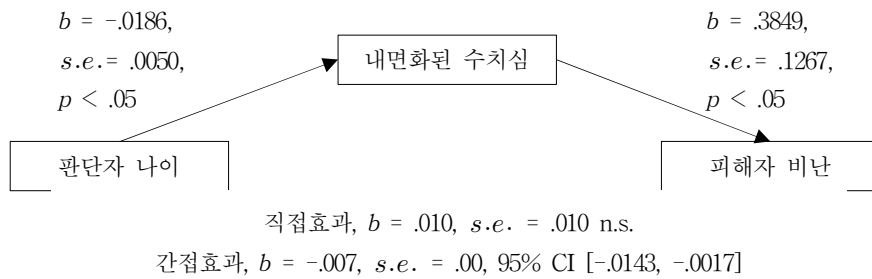 b = -.0186,
s.e.= .0050,
p < .05
내면화된 수치심
b = .3849,
s.e.= .1267,
p < .05
판단자 나이
피해자 비난
직접효과, b = .010, s.e. = .010 n.s.
간접효과, b = -.007, s.e. = .00, 95% CI [-.0143, -.0017]